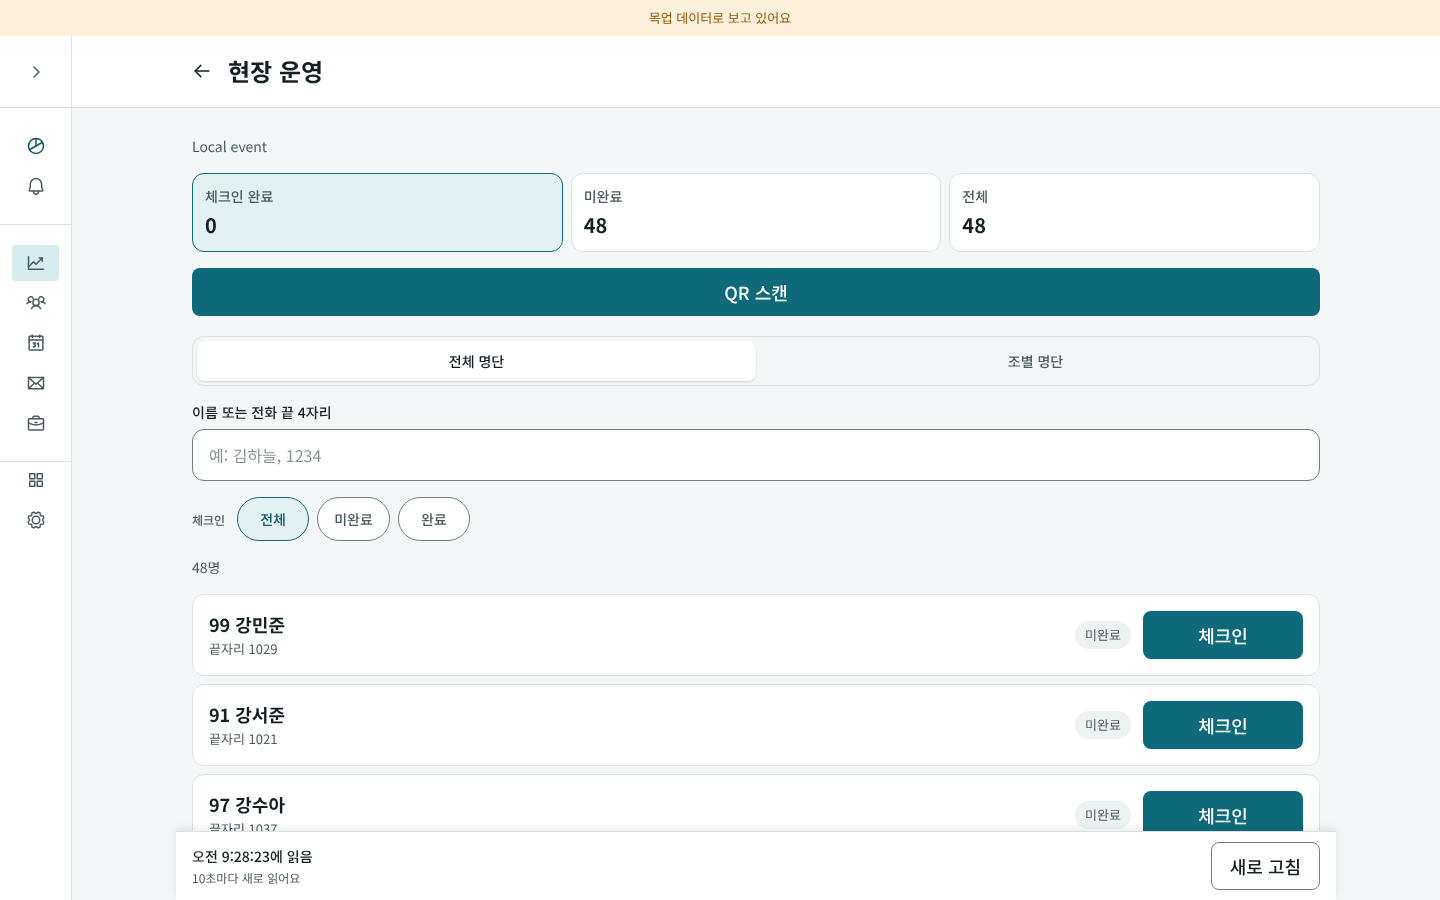 목업 데이터로 보고 있어요
현장 운영
Local event
체크인 완료
0
미완료
48
전체
48
QR 스캔
전체 명단
조별 명단
이름 또는 전화 끝 4자리
예: 김하늘, 1234
체크인
전체
미완료
완료
48명
99 강민준
끝자리 1029
미완료
체크인
91 강서준
끝자리 1021
미완료
체크인
97 강수아
끝자리 1037
미완료
체크인
오전 9:28:23에 읽음
10초마다 새로 읽어요
새로 고침